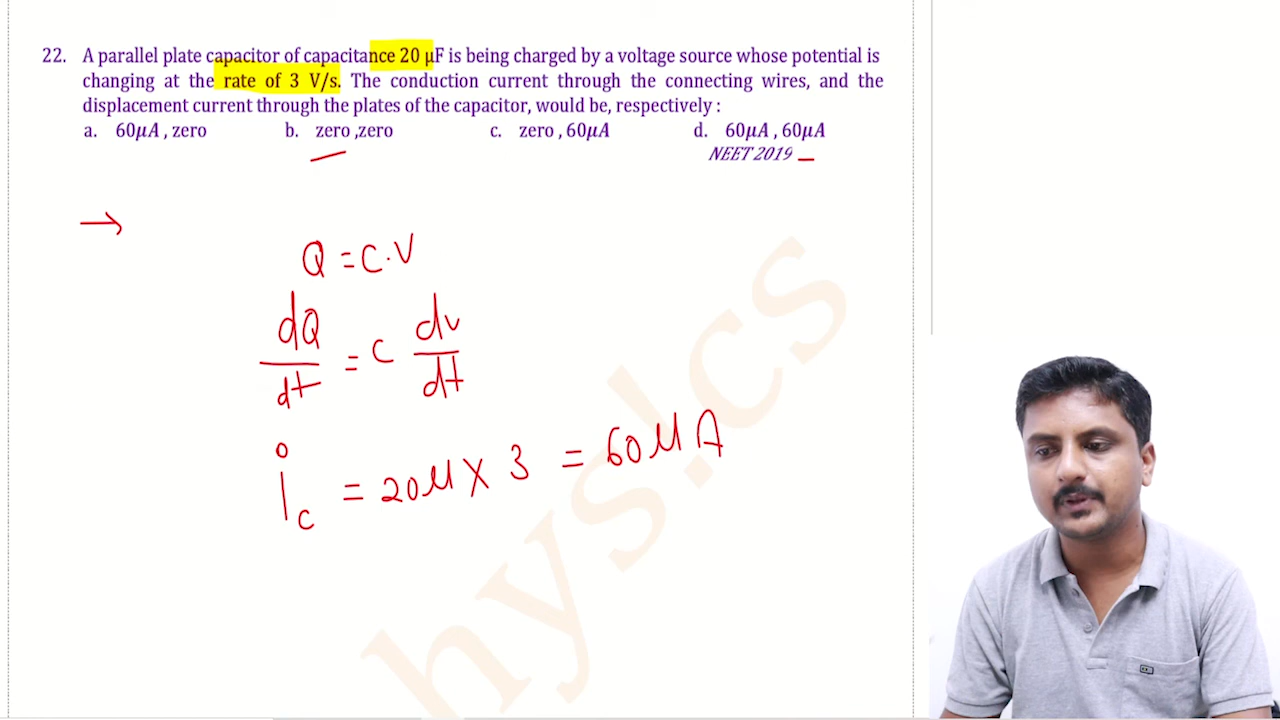 22. A parallel plate capacitor of capacitance 20 μF is being charged by a voltage source whose potential is
changing at the rate of 3 V/s. The conduction current through the connecting wires, and the
displacement current through the plates of the capacitor, would be, respectively :
a. 60μA , zero b. zero ,zero c. zero , 60μA d. 60μA , 60μA
NEET 2019
→
Q = C.V
dQ/dt = C dv/dt
i_c = 20μ × 3 = 60μA
hys!cs